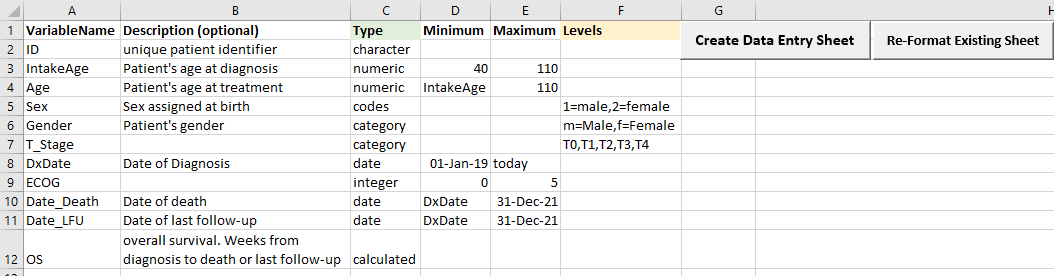 A B C D E F G H
1 VariableName Description (optional) Type Minimum Maximum Levels Create Data Entry Sheet Re-Format Existing Sheet
2 ID unique patient identifier character
3 IntakeAge Patient's age at diagnosis numeric 40 110
4 Age Patient's age at treatment numeric IntakeAge 110
5 Sex Sex assigned at birth codes 1=male,2=female
6 Gender Patient's gender category m=Male,f=Female
7 T_Stage category T0,T1,T2,T3,T4
8 DxDate Date of Diagnosis date 01-Jan-19 today
9 ECOG integer 0 5
10 Date_Death Date of death date DxDate 31-Dec-21
11 Date_LFU Date of last follow-up date DxDate 31-Dec-21
overall survival. Weeks from
12 OS diagnosis to death or last follow-up calculated